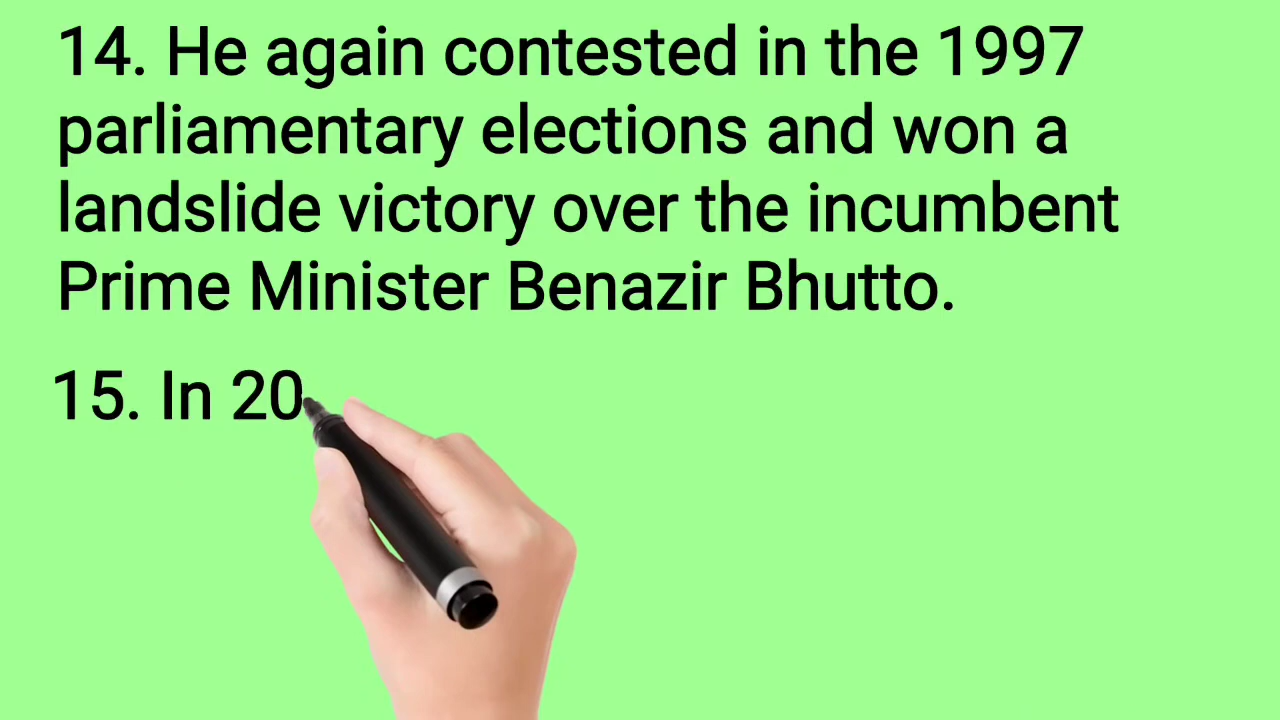 14. He again contested in the 1997
parliamentary elections and won a
landslide victory over the incumbent
Prime Minister Benazir Bhutto.
15. In 20